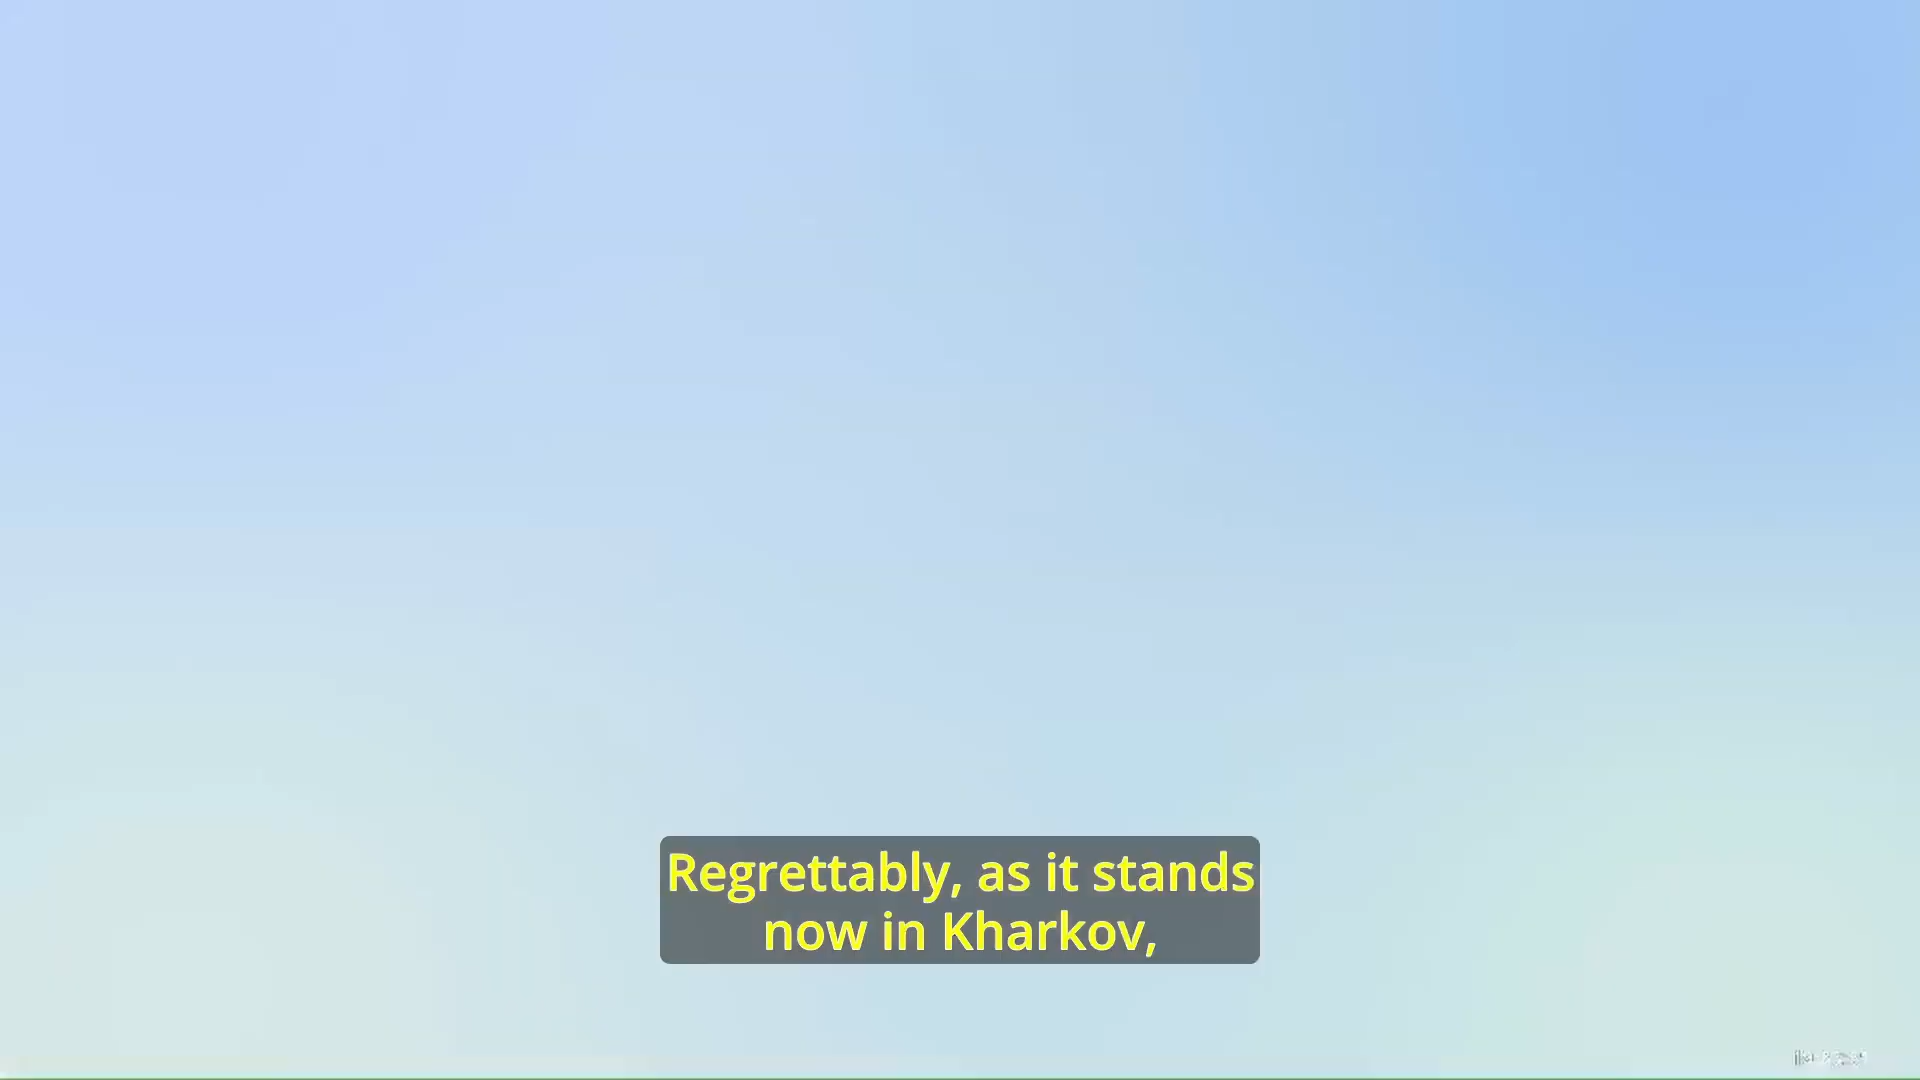 Regrettably, as it stands
now in Kharkov,